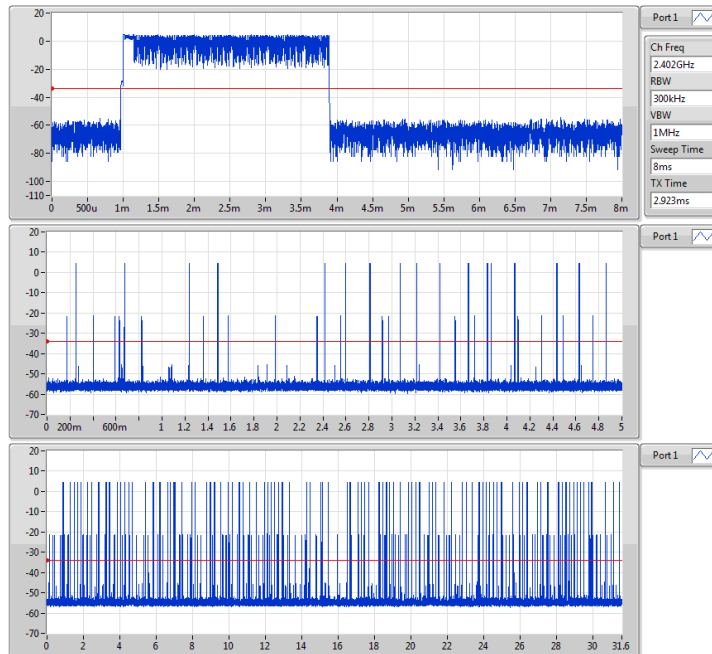 Port 1
20
0
-20
-40
-60
-80
-110
0 500u 1m 1.5m 2m 2.5m 3m 3.5m 4m 4.5m 5m 5.5m 6m 6.5m 7m 7.5m 8m
Ch Freq
2.402GHz
RBW
300kHz
VBW
1MHz
Sweep Time
8ms
TX Time
2.923ms
Port 1
20
10
0
-10
-20
-30
-40
-50
-60
-70
0 200m 600m 1 1.2 1.4 1.6 1.8 2 2.2 2.4 2.6 2.8 3 3.2 3.4 3.6 3.8 4 4.2 4.4 4.6 4.8 5
Port 1
20
10
0
-10
-20
-30
-40
-50
-60
-70
0 2 4 6 8 10 12 14 16 18 20 22 24 26 28 31.6